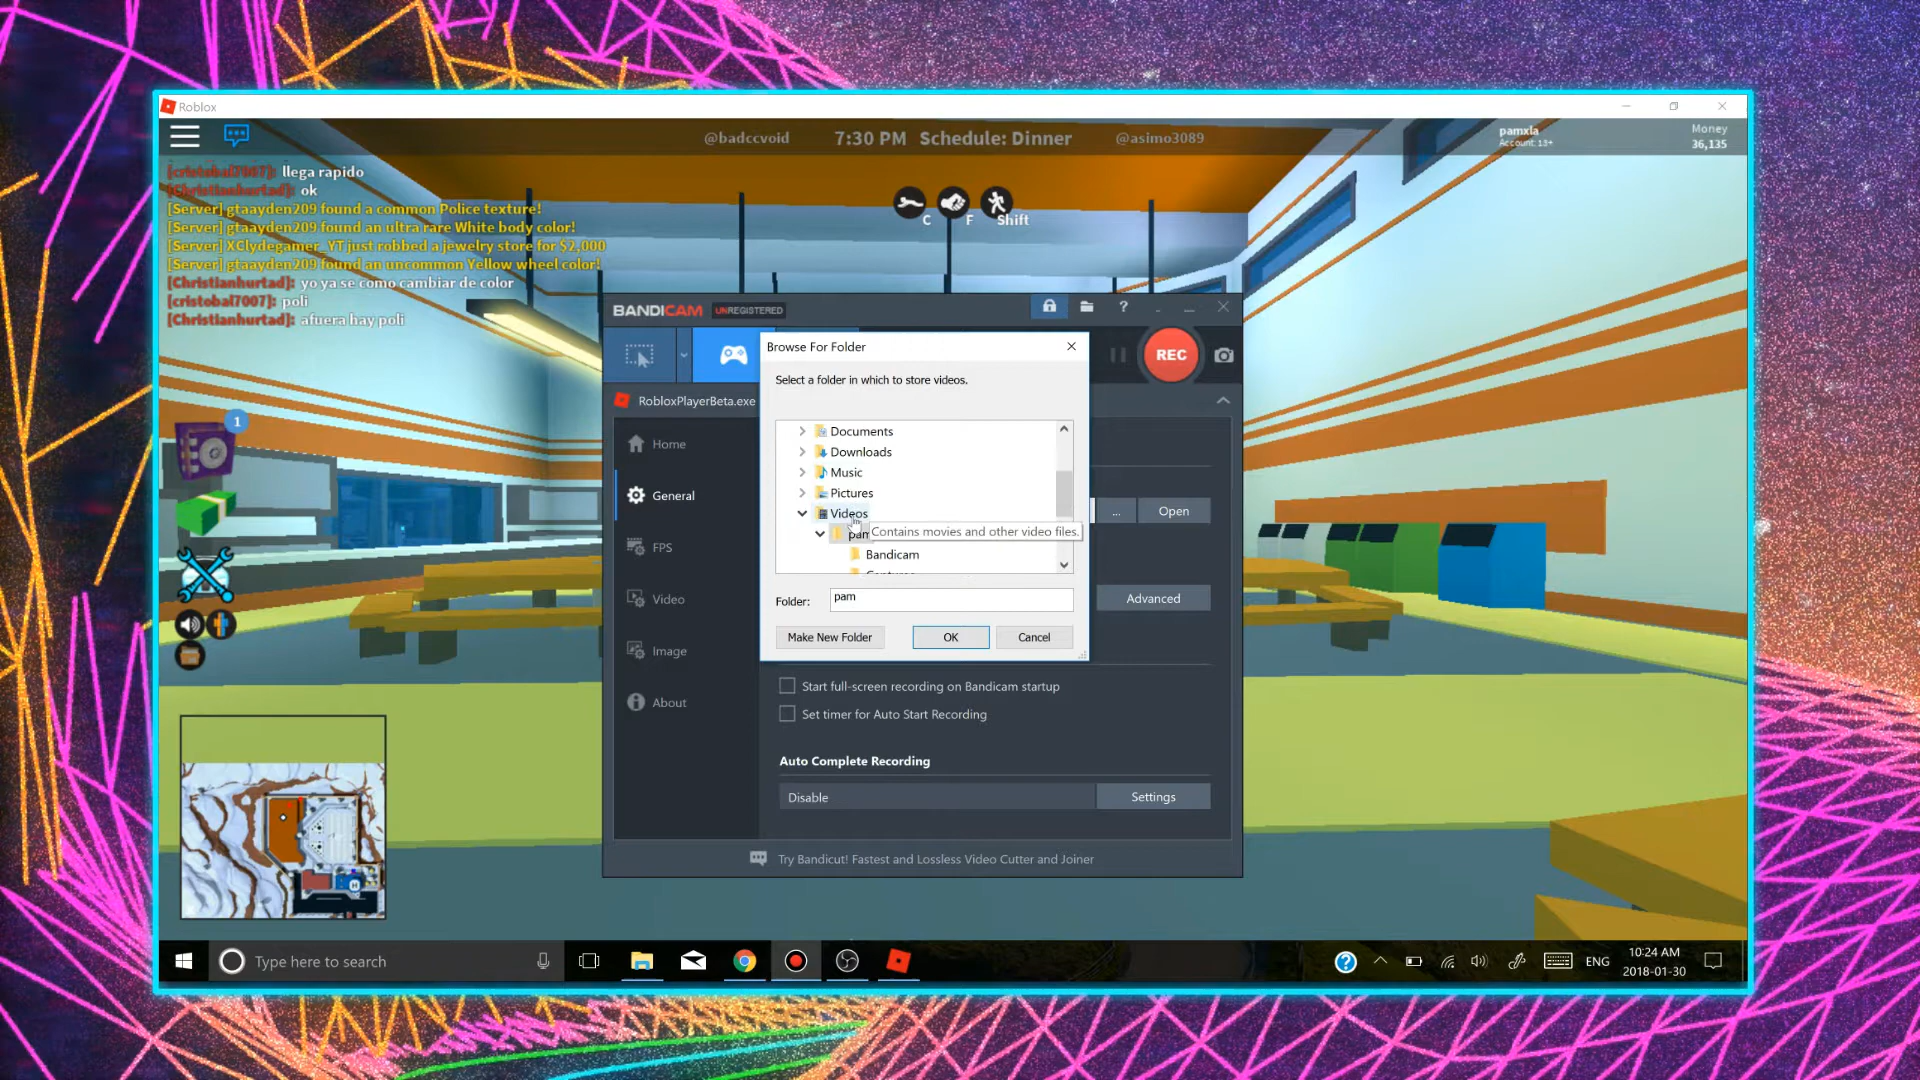 Roblox
@badccvoid 7:30 PM Schedule: Dinner @asimo3089
pamxla
Account: 13+
Money
36,135
[cristobal7007]: llega rapido
[Christianhurtad]: ok
[Server] gtaayden209 found a common Police texture!
[Server] gtaayden209 found an ultra rare White body color!
[Server] XClydegamer_YT just robbed a jewelry store for $2,000
[Server] gtaayden209 found an uncommon Yellow wheel color!
[Christianhurtad]: yo ya se como cambiar de color
[cristobal7007]: poli
[Christianhurtad]: afuera hay poli
C F Shift
1
BANDICAM UNREGISTERED
?
REC
RobloxPlayerBeta.exe
Home
General
FPS
Video
Image
About
Browse For Folder
Select a folder in which to store videos.
Documents
Downloads
Music
Pictures
Videos
pam
Contains movies and other video files.
Bandicam
Folder: pam
Make New Folder OK Cancel
... Open
Advanced
Start full-screen recording on Bandicam startup
Set timer for Auto Start Recording
Auto Complete Recording
Disable Settings
Try Bandicut! Fastest and Lossless Video Cutter and Joiner
H
Type here to search
ENG
10:24 AM
2018-01-30